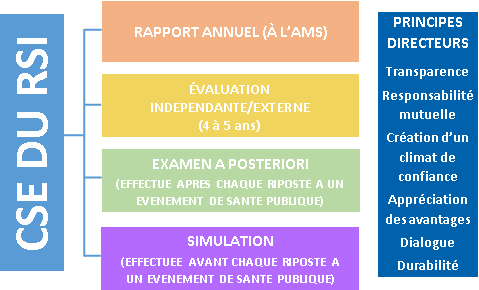 CSE DU RSI
RAPPORT ANNUEL (À L'AMS)
ÉVALUATION
INDEPENDANTE/EXTERNE
(4 à 5 ans)
EXAMEN A POSTERIORI
(EFFECTUE APRES CHAQUE RIPOSTE A UN
EVENEMENT DE SANTE PUBLIQUE)
SIMULATION
(EFFECTUEE AVANT CHAQUE RIPOSTE A
UN EVENEMENT DE SANTE PUBLIQUE)
PRINCIPES
DIRECTEURS
Transparence
Responsabilité
mutuelle
Création d'un
climat de
confiance
Appréciation
des avantages
Dialogue
Durabilité